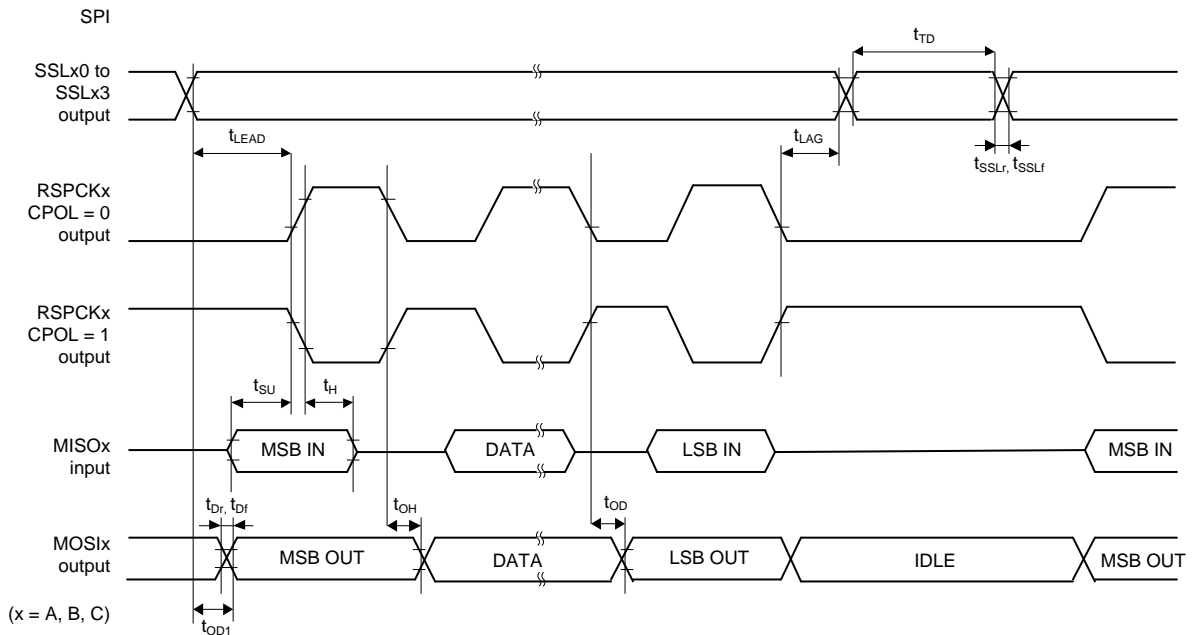 SPI
tTD
SSLx0 to
SSLx3
output
tLEAD
tLAG
tSSLr, tSSLf
RSPCKx
CPOL = 0
output
RSPCKx
CPOL = 1
output
tSU
tH
MISOx
input
MSB IN
DATA
LSB IN
MSB IN
tDr, tDf
tOH
tOD
MOSIx
output
MSB OUT
DATA
LSB OUT
IDLE
MSB OUT
(x = A, B, C)
tOD1